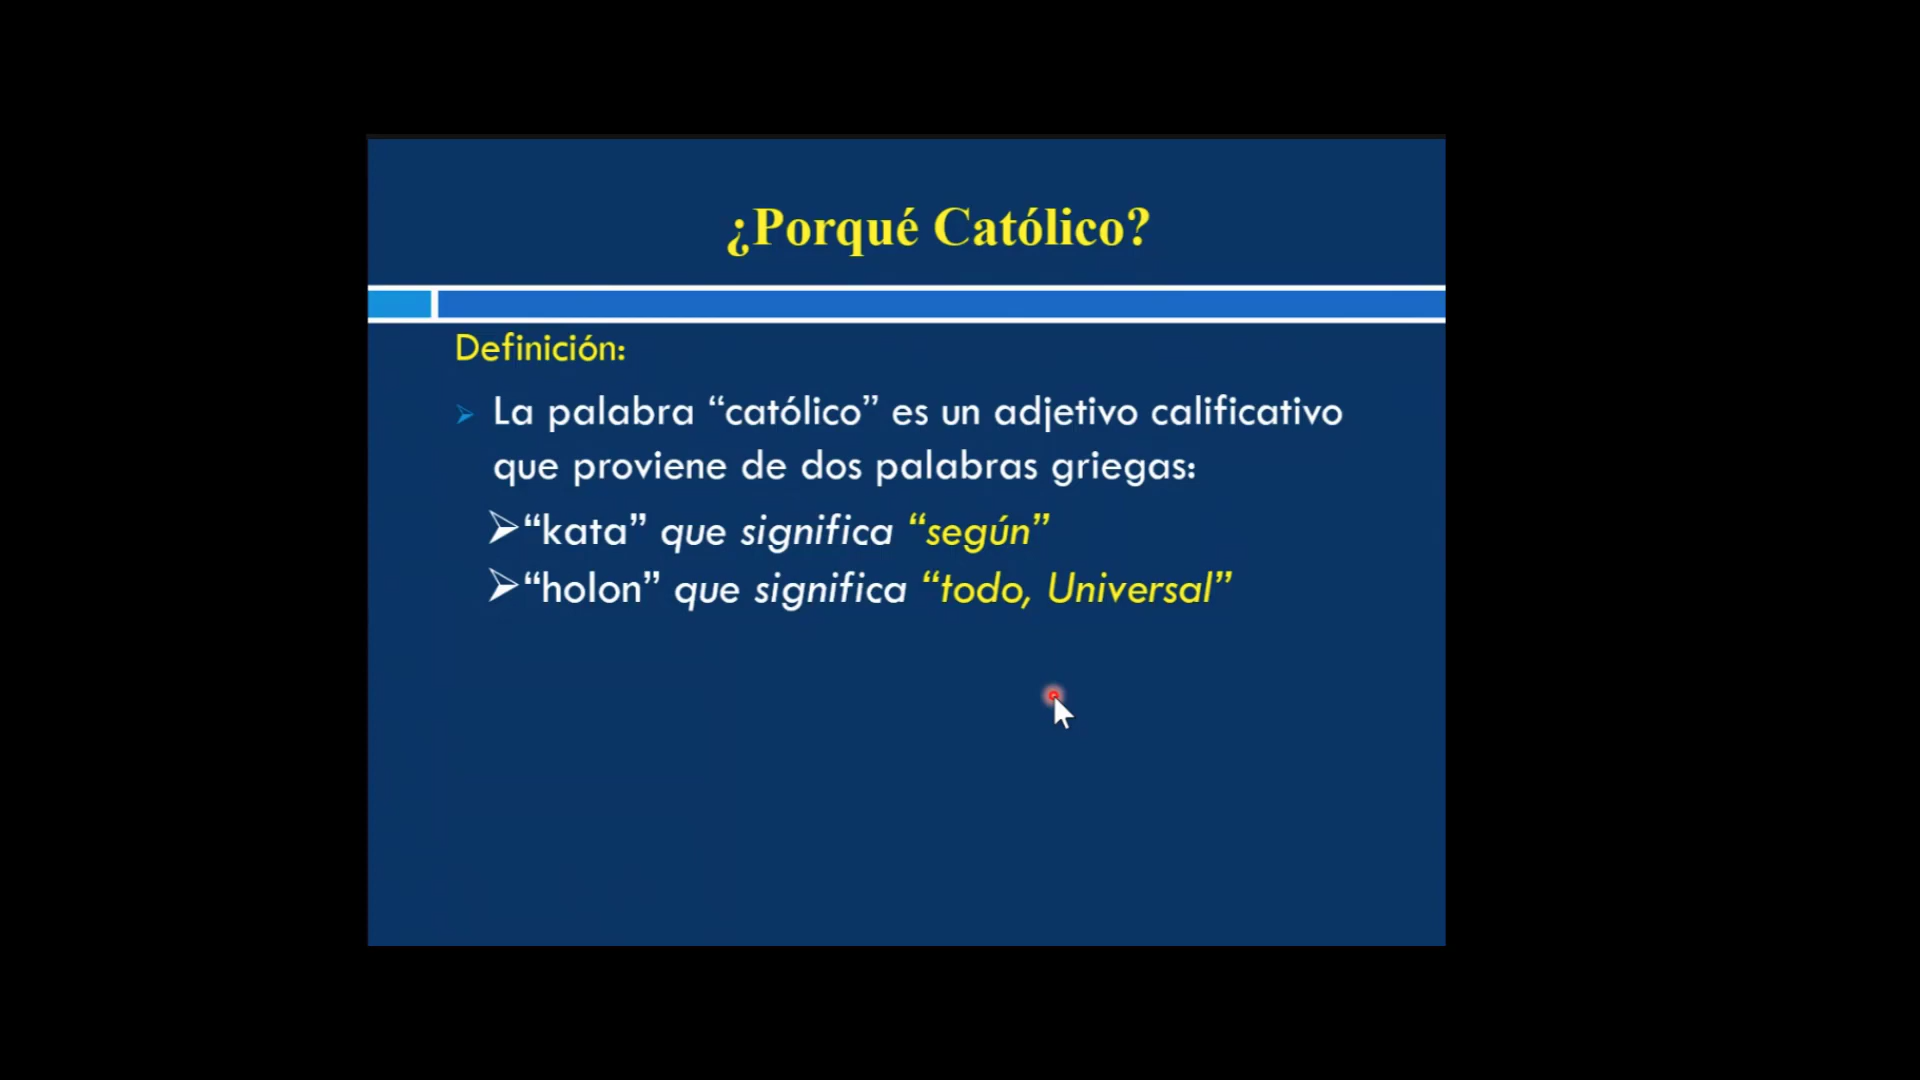 ¿Porqué Católico?
Definición:
La palabra “católico” es un adjetivo calificativo
que proviene de dos palabras griegas:
“kata” que significa “según”
“holon” que significa “todo, Universal”